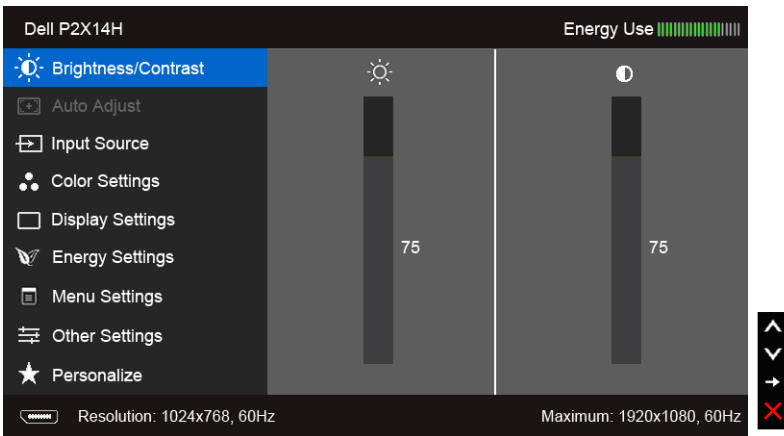 Dell P2X14H
Energy Use
Brightness/Contrast
Auto Adjust
Input Source
Color Settings
Display Settings
Energy Settings
Menu Settings
Other Settings
Personalize
75
75
Resolution: 1024x768, 60Hz
Maximum: 1920x1080, 60Hz